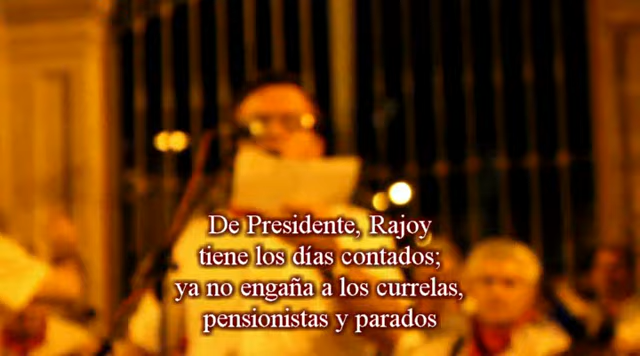 De Presidente, Rajoy
tiene los días contados;
ya no engaña a los currelas,
pensionistas y parados